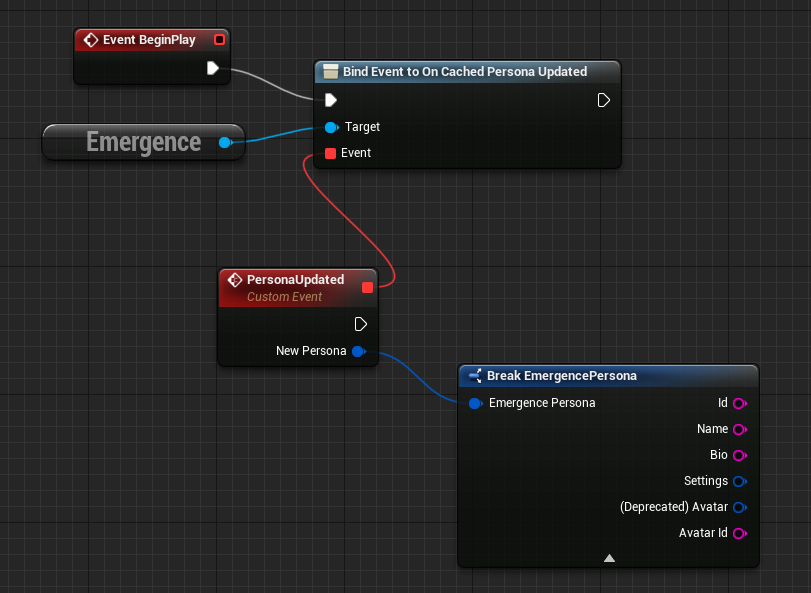 Event BeginPlay
Bind Event to On Cached Persona Updated
Target
Emergence
Event
PersonaUpdated
Custom Event
New Persona
Break EmergencePersona
Emergence Persona
Id
Name
Bio
Settings
(Deprecated) Avatar
Avatar Id